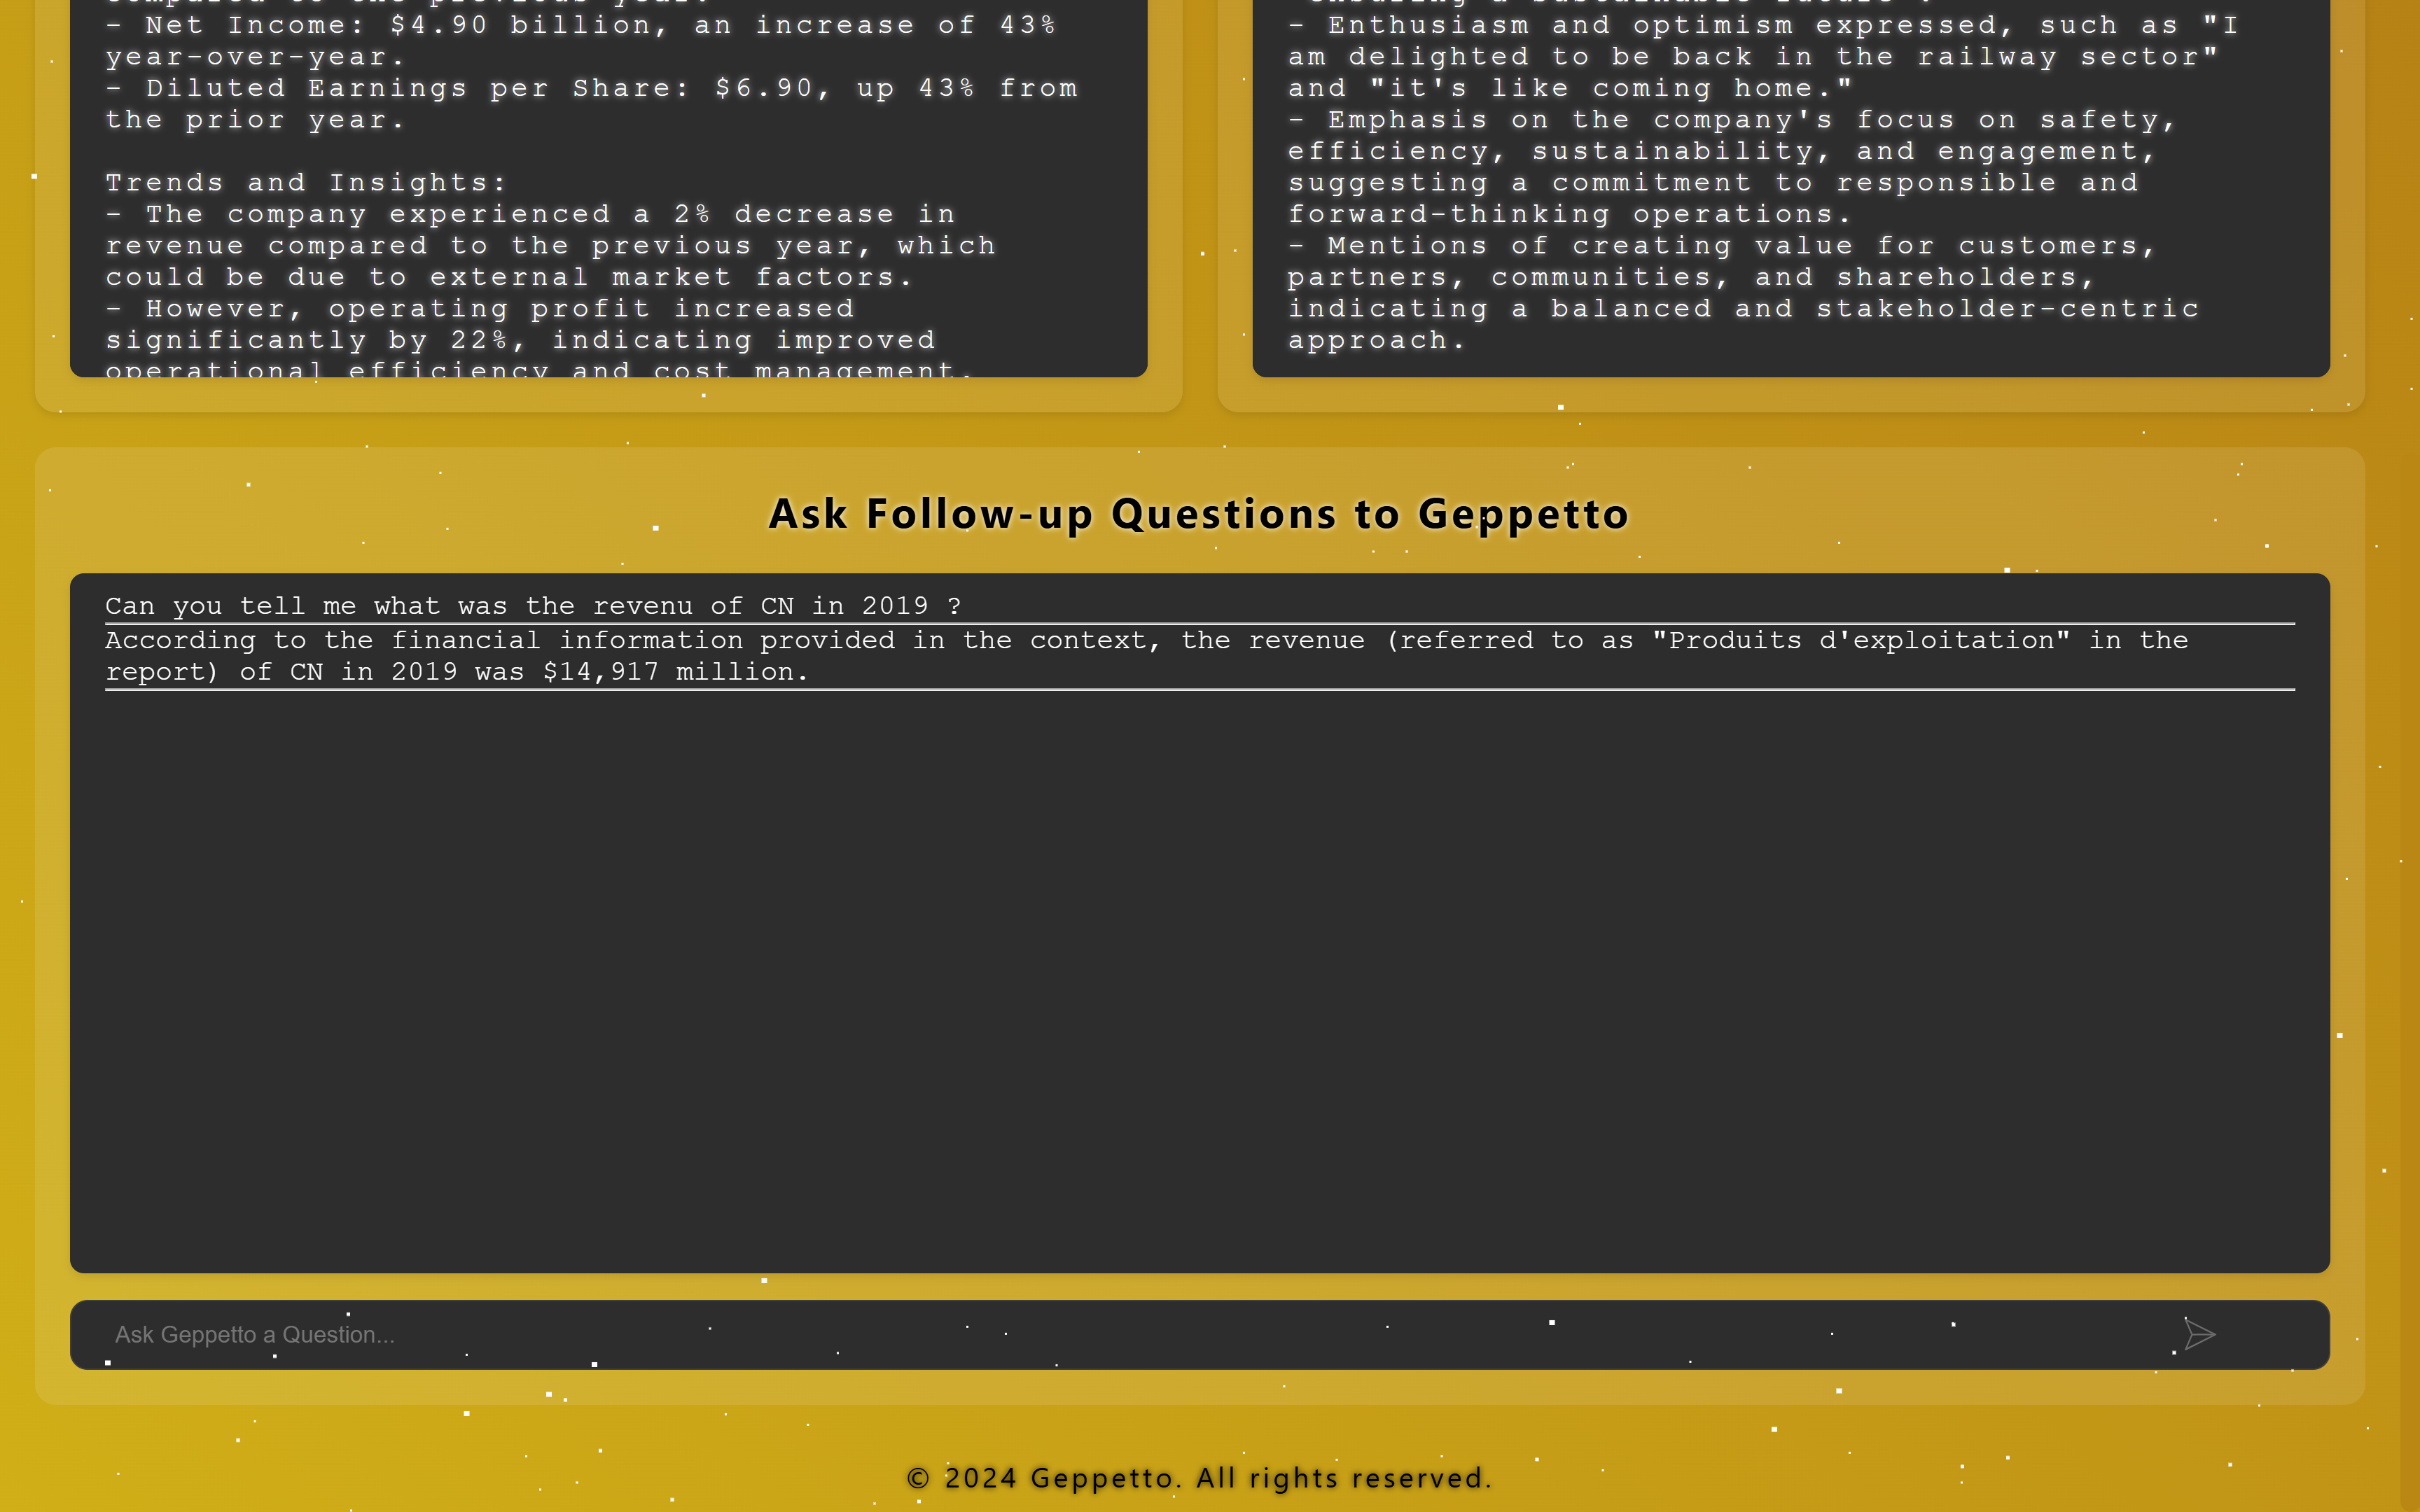 - Net Income: $4.90 billion, an increase of 43%
year-over-year.
- Diluted Earnings per Share: $6.90, up 43% from
the prior year.
Trends and Insights:
- The company experienced a 2% decrease in
revenue compared to the previous year, which
could be due to external market factors.
- However, operating profit increased
significantly by 22%, indicating improved
operational efficiency and cost management.
- Enthusiasm and optimism expressed, such as "I
am delighted to be back in the railway sector"
and "it's like coming home."
- Emphasis on the company's focus on safety,
efficiency, sustainability, and engagement,
suggesting a commitment to responsible and
forward-thinking operations.
- Mentions of creating value for customers,
partners, communities, and shareholders,
indicating a balanced and stakeholder-centric
approach.
Ask Follow-up Questions to Geppetto
Can you tell me what was the revenu of CN in 2019 ?
According to the financial information provided in the context, the revenue (referred to as "Produits d'exploitation" in the
report) of CN in 2019 was $14,917 million.
Ask Geppetto a Question...
© 2024 Geppetto. All rights reserved.